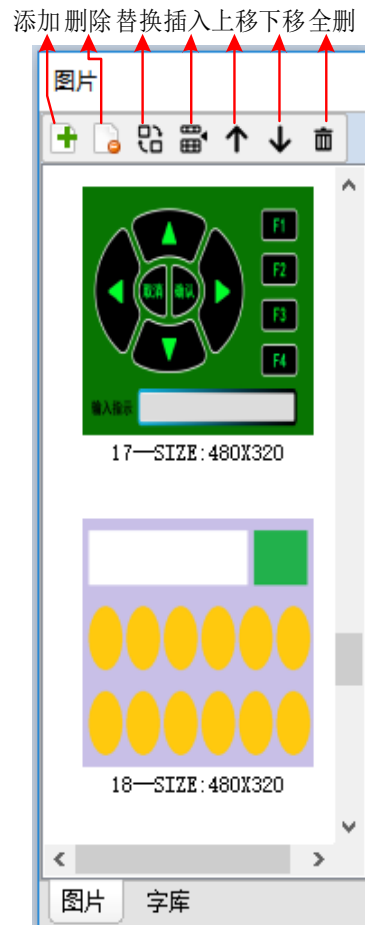 添加 删除 替换 插入 上移 下移 全删
图片
F1
F2
取消 确认
F3
F4
输入指示
17—SIZE:480X320
18—SIZE:480X320
图片 字库